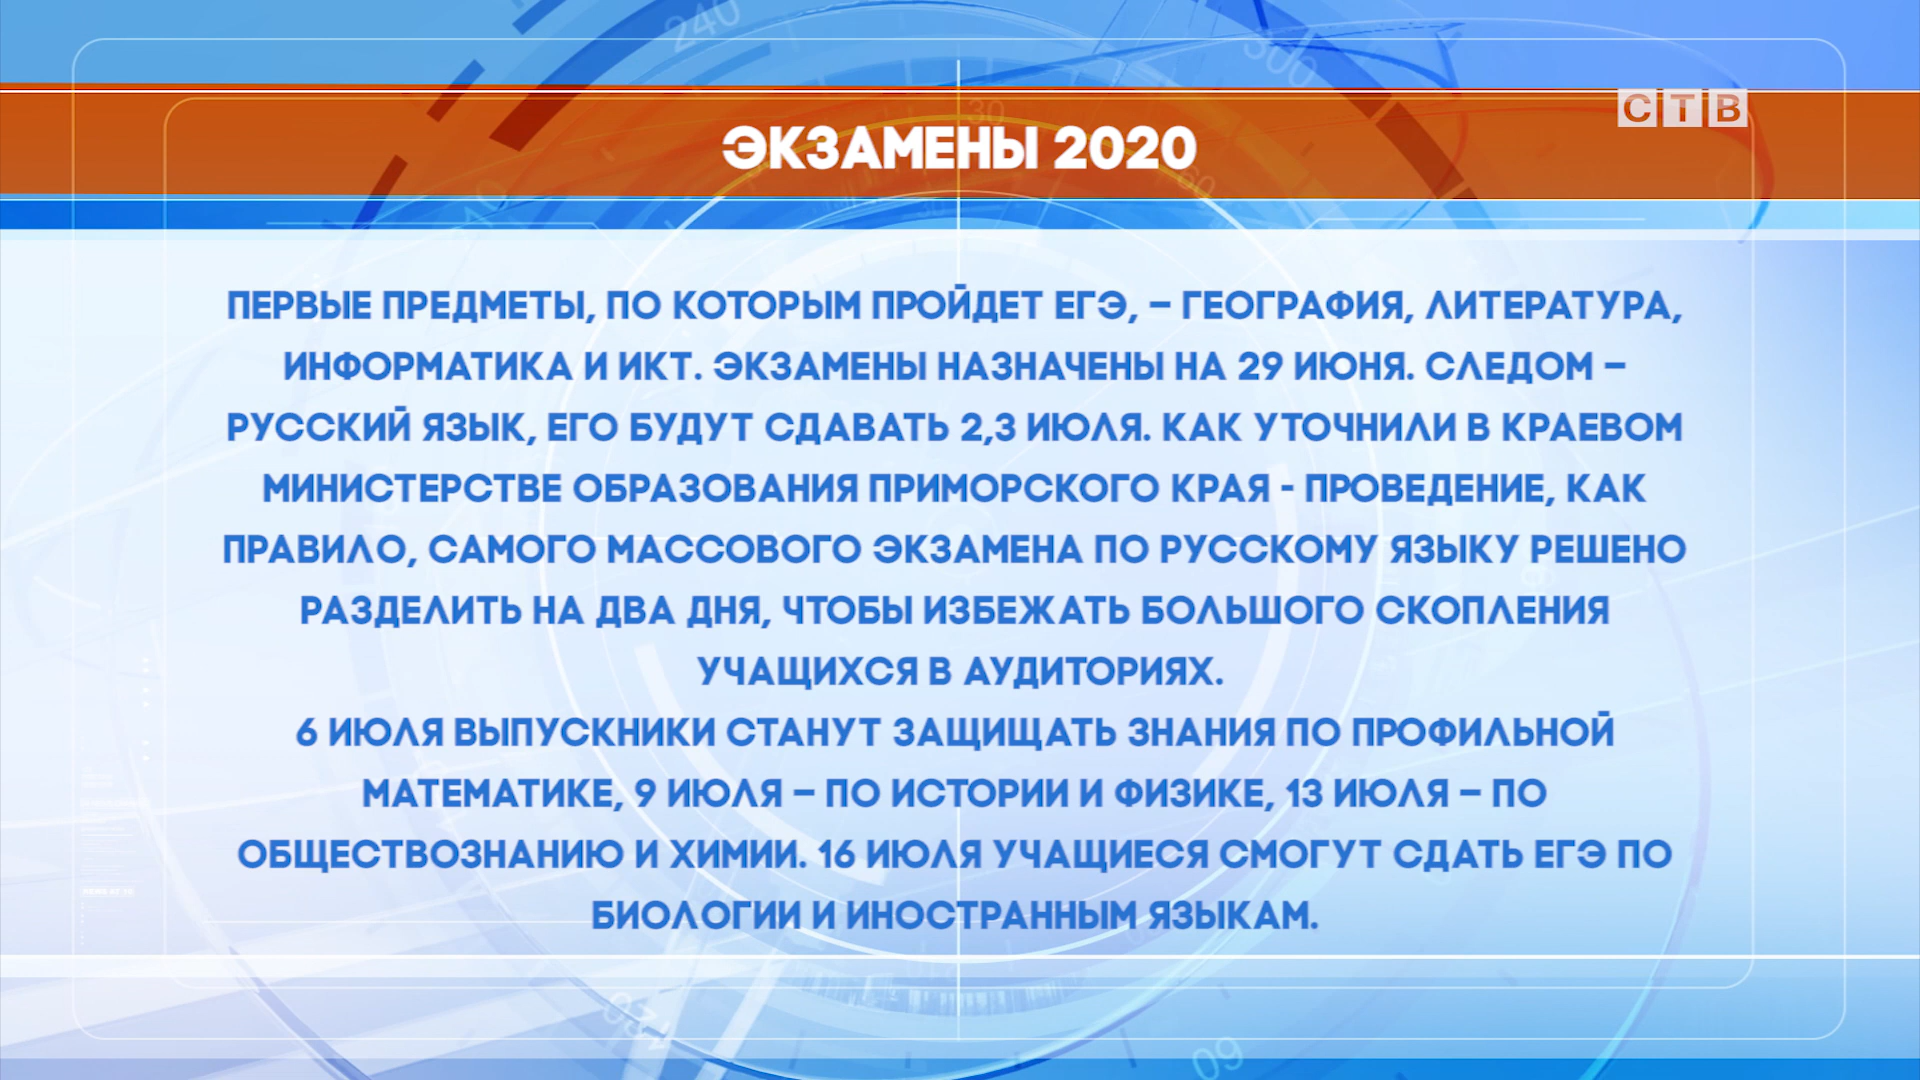 СТВ
ЭКЗАМЕНЫ 2020
ПЕРВЫЕ ПРЕДМЕТЫ, ПО КОТОРЫМ ПРОЙДЕТ ЕГЭ, – ГЕОГРАФИЯ, ЛИТЕРАТУРА,
ИНФОРМАТИКА И ИКТ. ЭКЗАМЕНЫ НАЗНАЧЕНЫ НА 29 ИЮНЯ. СЛЕДОМ –
РУССКИЙ ЯЗЫК, ЕГО БУДУТ СДАВАТЬ 2,3 ИЮЛЯ. КАК УТОЧНИЛИ В КРАЕВОМ
МИНИСТЕРСТВЕ ОБРАЗОВАНИЯ ПРИМОРСКОГО КРАЯ - ПРОВЕДЕНИЕ, КАК
ПРАВИЛО, САМОГО МАССОВОГО ЭКЗАМЕНА ПО РУССКОМУ ЯЗЫКУ РЕШЕНО
РАЗДЕЛИТЬ НА ДВА ДНЯ, ЧТОБЫ ИЗБЕЖАТЬ БОЛЬШОГО СКОПЛЕНИЯ
УЧАЩИХСЯ В АУДИТОРИЯХ.
6 ИЮЛЯ ВЫПУСКНИКИ СТАНУТ ЗАЩИЩАТЬ ЗНАНИЯ ПО ПРОФИЛЬНОЙ
МАТЕМАТИКЕ, 9 ИЮЛЯ – ПО ИСТОРИИ И ФИЗИКЕ, 13 ИЮЛЯ – ПО
ОБЩЕСТВОЗНАНИЮ И ХИМИИ. 16 ИЮЛЯ УЧАЩИЕСЯ СМОГУТ СДАТЬ ЕГЭ ПО
БИОЛОГИИ И ИНОСТРАННЫМ ЯЗЫКАМ.
240
300
30
60